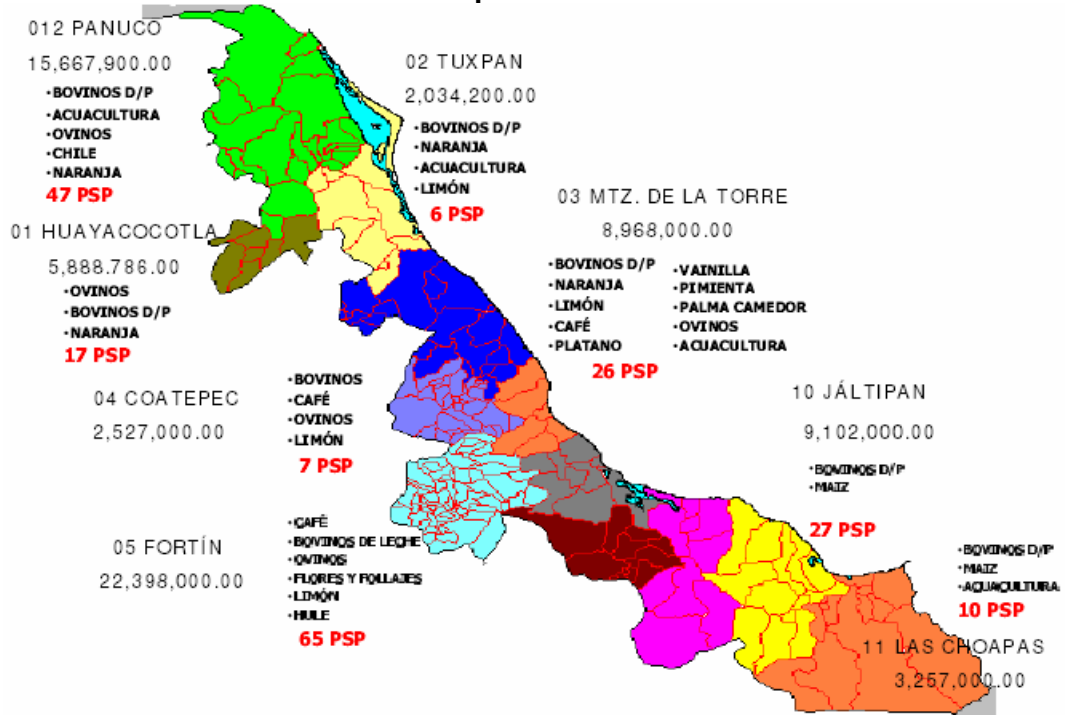 012 PANUCO
15,667,900.00
·BOVINOS D/P
·ACUACULTURA
·OVINOS
·CHILE
·NARANJA
47 PSP
02 TUXPAN
2,034,200.00
·BOVINOS D/P
·NARANJA
·ACUACULTURA
·LIMÓN
6 PSP
01 HUAYACOCOTLA
5,888.786.00
·OVINOS
·BOVINOS D/P
·NARANJA
17 PSP
03 MTZ. DE LA TORRE
8,968,000.00
·BOVINOS D/P
·NARANJA
·LIMÓN
·CAFÉ
·PLATANO
·VAINILLA
·PIMIENTA
·PALMA CAMEDOR
·OVINOS
·ACUACULTURA
26 PSP
04 COATEPEC
2,527,000.00
·BOVINOS
·CAFÉ
·OVINOS
·LIMÓN
7 PSP
10 JÁLTIPAN
9,102,000.00
·BOVINOS D/P
·MAIZ
27 PSP
05 FORTÍN
22,398,000.00
·CAFÉ
·BOVINOS DE LECHE
·OVINOS
·FLORES Y FOLLAJES
·LIMÓN
·HULE
65 PSP
·BOVINOS D/P
·MAIZ
·ACUACULTURA
10 PSP
11 LAS CHOAPAS
3,257,000.00